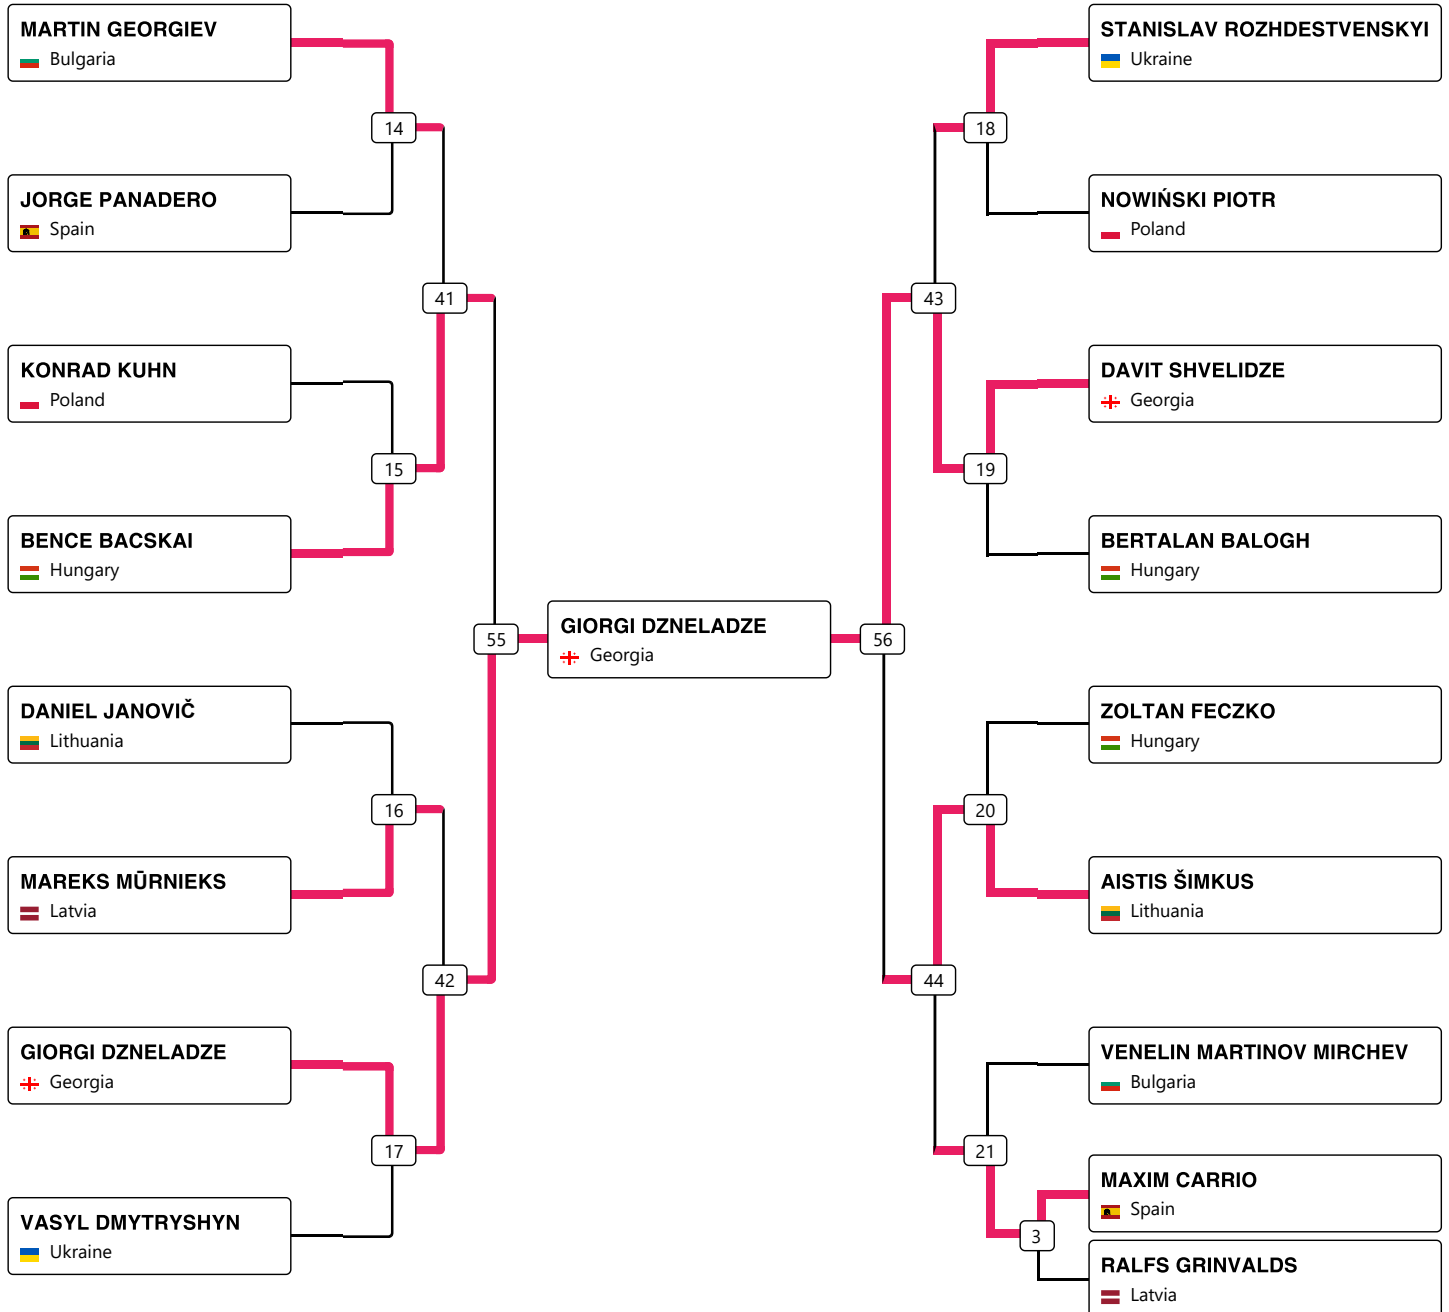 MARTIN GEORGIEV
Bulgaria
14
JORGE PANADERO
Spain
41
KONRAD KUHN
Poland
15
BENCE BACSKAI
Hungary
55
DANIEL JANOVIČ
Lithuania
16
MAREKS MŪRNIEKS
Latvia
42
GIORGI DZNELADZE
Georgia
17
VASYL DMYTRYSHYN
Ukraine
GIORGI DZNELADZE
Georgia
STANISLAV ROZHDESTVENSKYI
Ukraine
18
NOWIŃSKI PIOTR
Poland
43
DAVIT SHVELIDZE
Georgia
19
BERTALAN BALOGH
Hungary
56
ZOLTAN FECZKO
Hungary
20
AISTIS ŠIMKUS
Lithuania
44
VENELIN MARTINOV MIRCHEV
Bulgaria
21
MAXIM CARRIO
Spain
3
RALFS GRINVALDS
Latvia